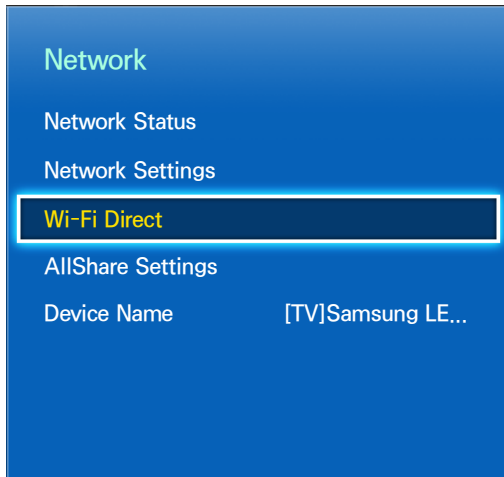 Network
Network Status
Network Settings
Wi-Fi Direct
AllShare Settings
Device Name [TV]Samsung LE...